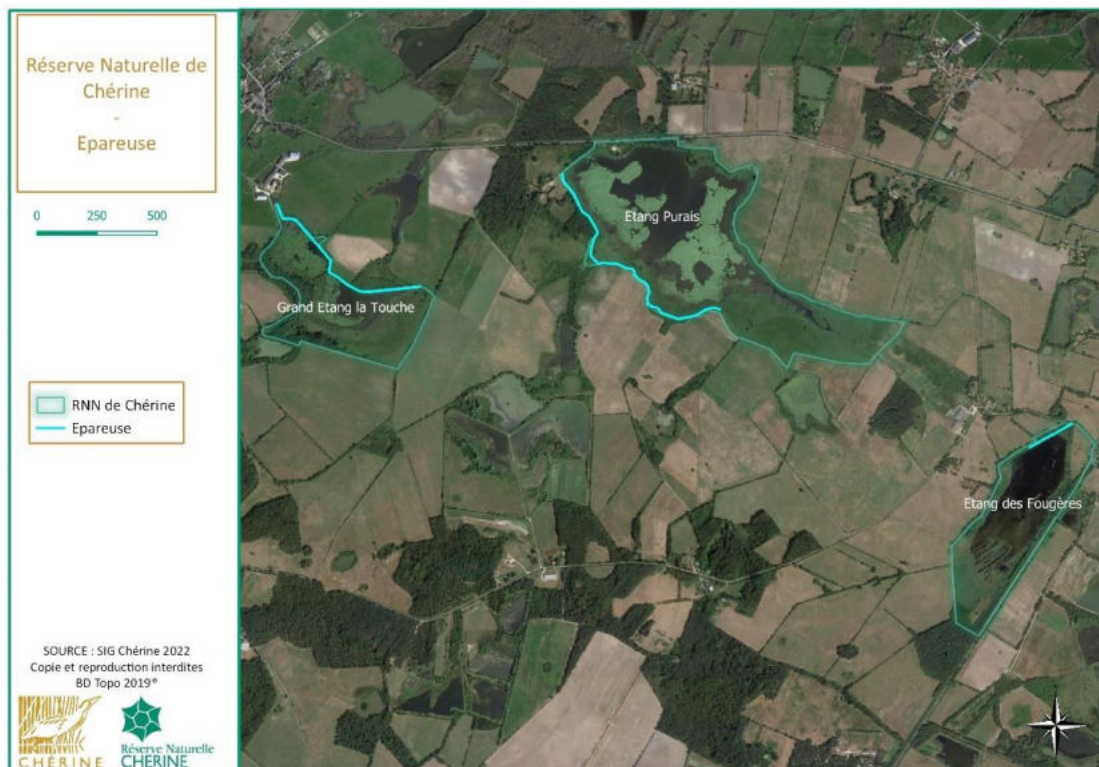 Réserve Naturelle de
Chérine
-
Epareuse
0 250 500
RNN de Chérine
Epareuse
SOURCE : SIG Chérine 2022
Copie et reproduction interdites
BD Topo 2019®
CHÉRINE
Réserve Naturelle
CHERINE
Etang Purais
Grand Etang la Touche
Etang des Fougères